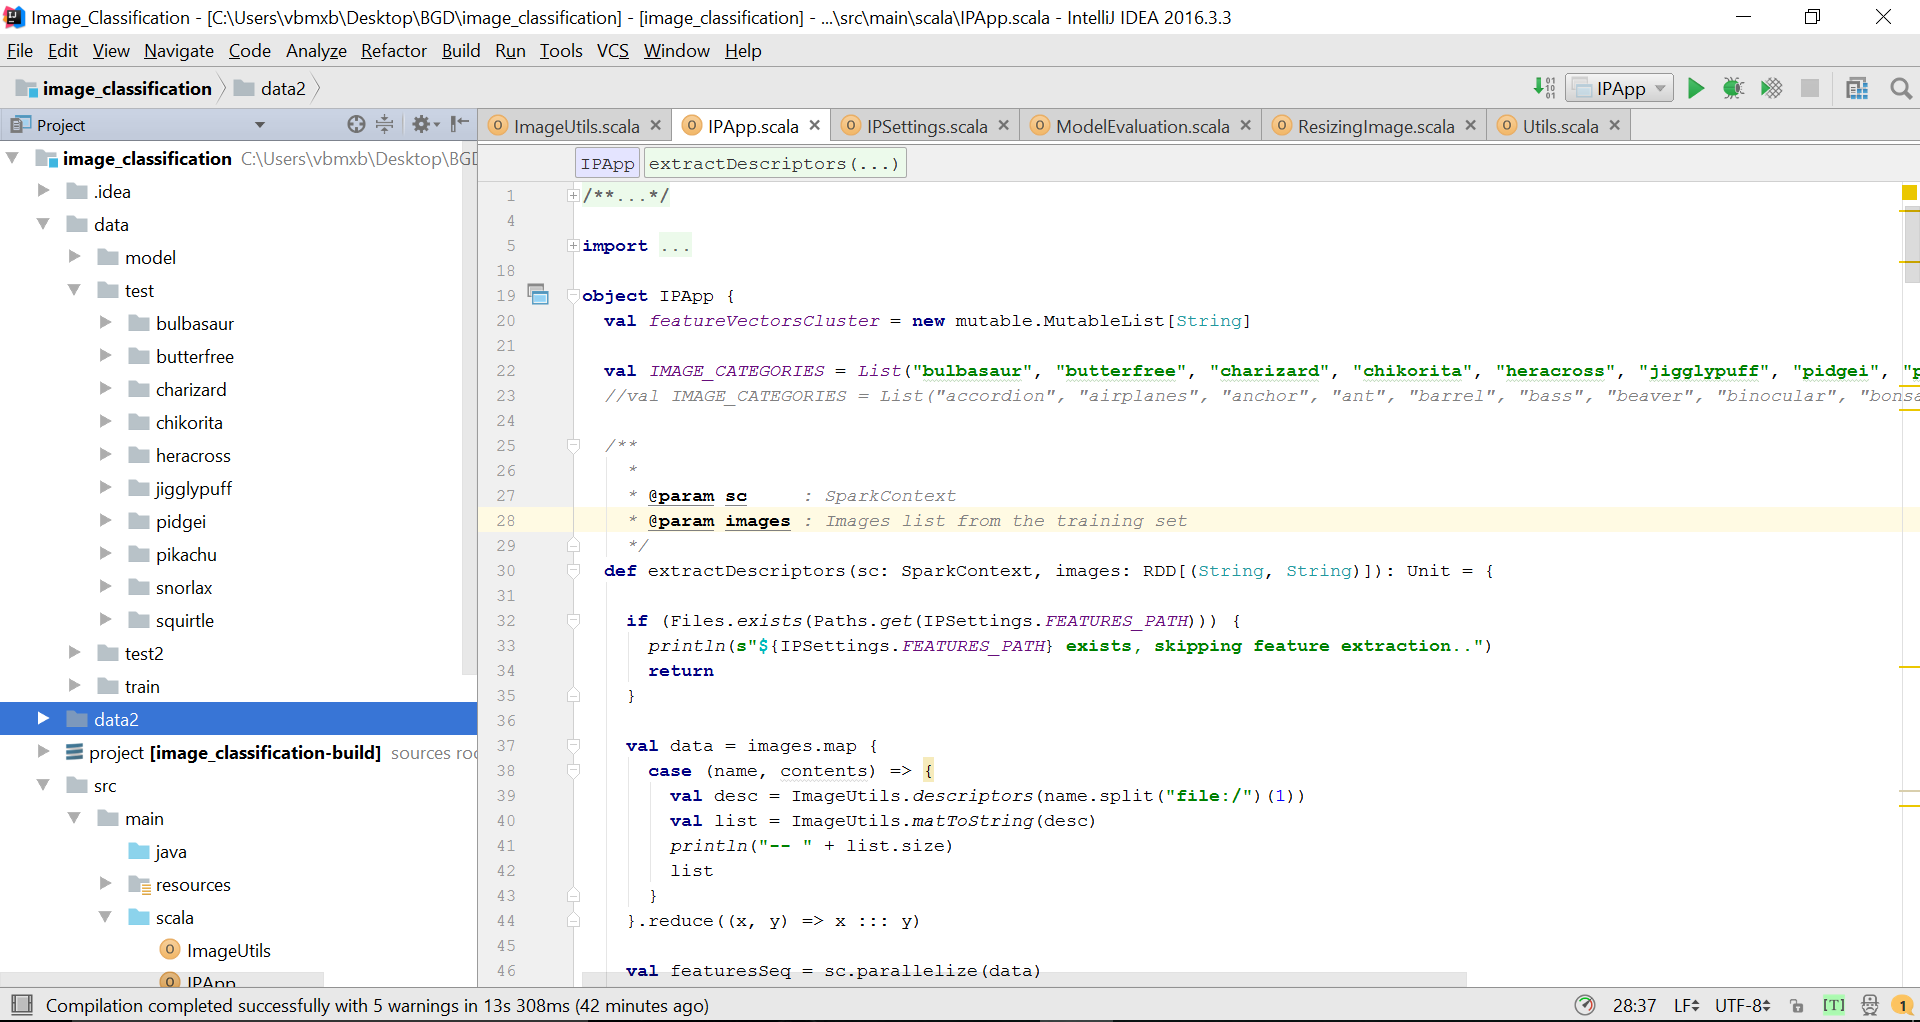 Image_Classification - [C:\Users\vbmxb\Desktop\BGD\image_classification] - [image_classification] - ...\src\main\scala\IPApp.scala - IntelliJ IDEA 2016.3.3
File Edit View Navigate Code Analyze Refactor Build Run Tools VCS Window Help
image_classification data2 IPApp
Project
ImageUtils.scala IPApp.scala IPSettings.scala ModelEvaluation.scala ResizingImage.scala Utils.scala
image_classification C:\Users\vbmxb\Desktop\BGD
.idea
data
model
test
bulbasaur
butterfree
charizard
chikorita
heracross
jigglypuff
pidgei
pikachu
snorlax
squirtle
test2
train
data2
project [image_classification-build] sources roo
src
main
java
resources
scala
ImageUtils
IPApp
IPApp extractDescriptors(...)
1 /**...*/
4
5 import ...
18
19 object IPApp {
20 val featureVectorsCluster = new mutable.MutableList[String]
21
22 val IMAGE_CATEGORIES = List("bulbasaur", "butterfree", "charizard", "chikorita", "heracross", "jigglypuff", "pidgei", "p
23 //val IMAGE_CATEGORIES = List("accordion", "airplanes", "anchor", "ant", "barrel", "bass", "beaver", "binocular", "bonsa
24
25 /**
26 *
27 * @param sc : SparkContext
28 * @param images : Images list from the training set
29 */
30 def extractDescriptors(sc: SparkContext, images: RDD[(String, String)]): Unit = {
31
32 if (Files.exists(Paths.get(IPSettings.FEATURES_PATH))) {
33 println(s"${IPSettings.FEATURES_PATH} exists, skipping feature extraction..")
34 return
35 }
36
37 val data = images.map {
38 case (name, contents) => {
39 val desc = ImageUtils.descriptors(name.split("file:/")(1))
40 val list = ImageUtils.matToString(desc)
41 println("-- " + list.size)
42 list
43 }
44 }.reduce((x, y) => x ::: y)
45
46 val featuresSeq = sc.parallelize(data)
Compilation completed successfully with 5 warnings in 13s 308ms (42 minutes ago) 28:37 LF UTF-8 [T] 1